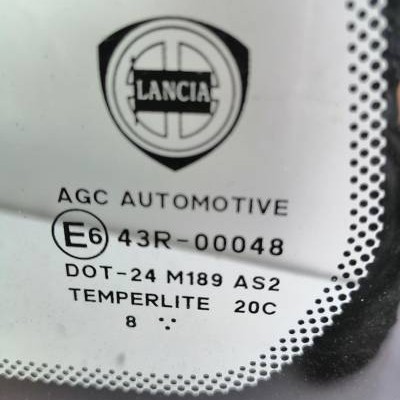 LANCIA
AGC AUTOMOTIVE
E6 43R-00048
DOT-24 M189 AS2
TEMPERLITE 20C
8